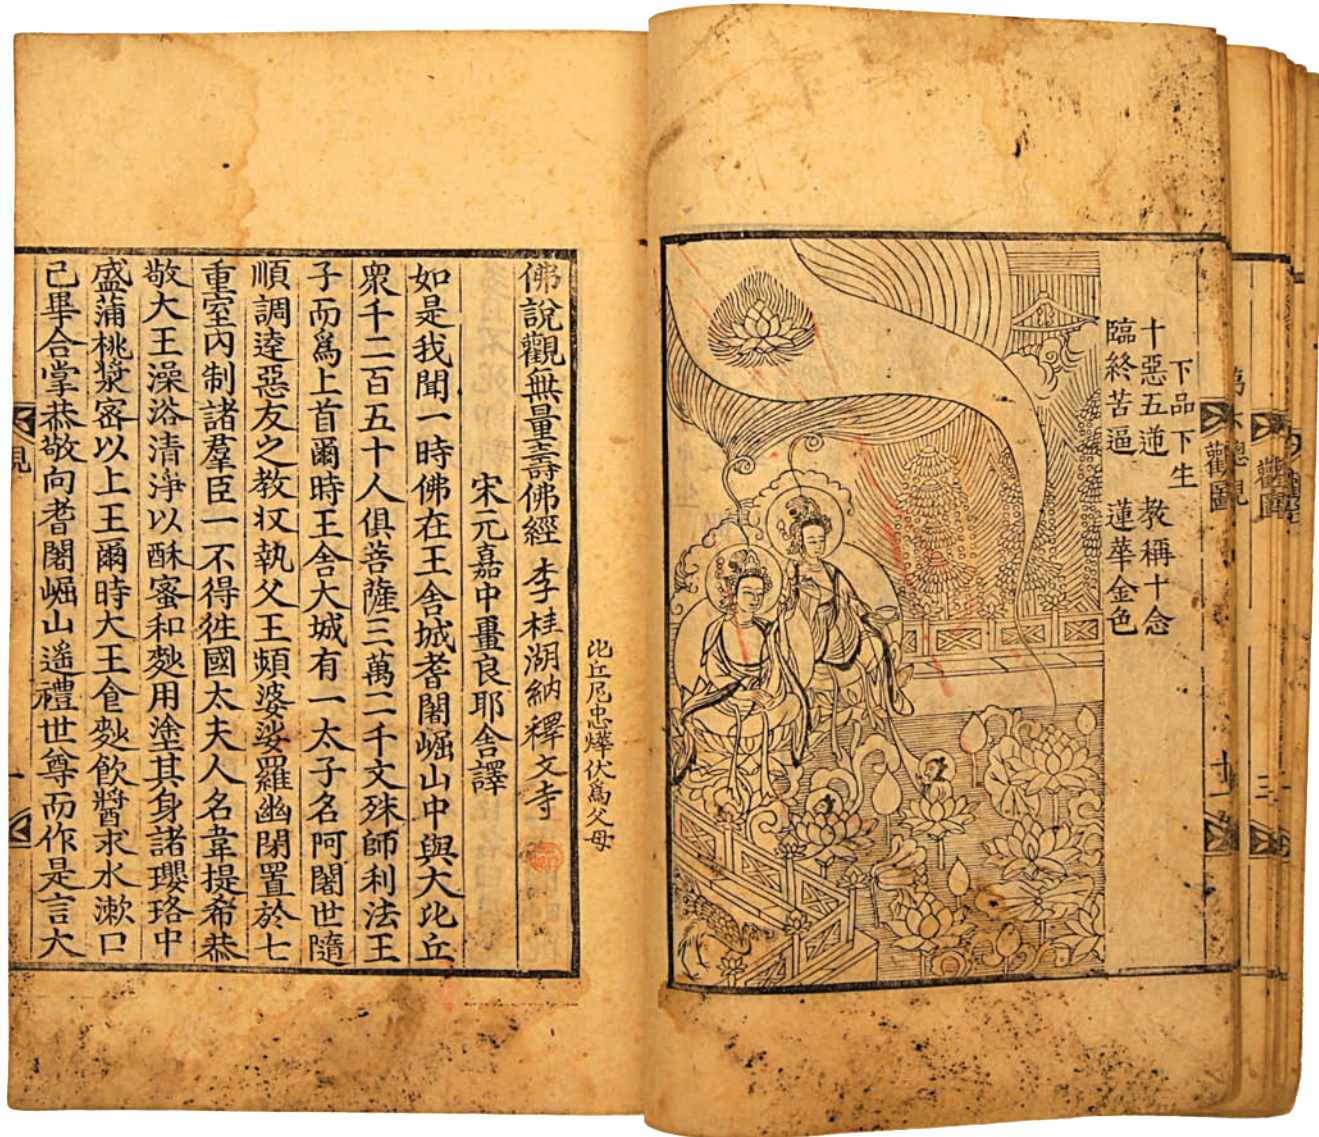 觀圖
下品下生
十惡五逆　教稱十念
臨終苦逼　蓮華金色
比丘尼忠燁伏爲父母
佛說觀無量壽佛經　李桂湖納釋文寺
宋元嘉中畺良耶舍譯
如是我聞一時佛在王舍城耆闍崛山中與大比丘
衆千二百五十人俱菩薩三萬二千文殊師利法王
子而爲上首爾時王舍大城有一太子名阿闍世隨
順調達惡友之教収執父王頻婆娑羅幽閉置於七
重室內制諸羣臣一不得徃國太夫人名韋提希恭
敬大王澡浴清淨以酥蜜和麨用塗其身諸瓔珞中
盛蒲桃漿密以上王爾時大王食麨飲漿求水漱口
已畢合掌恭敬向耆闍崛山遙禮世尊而作是言大